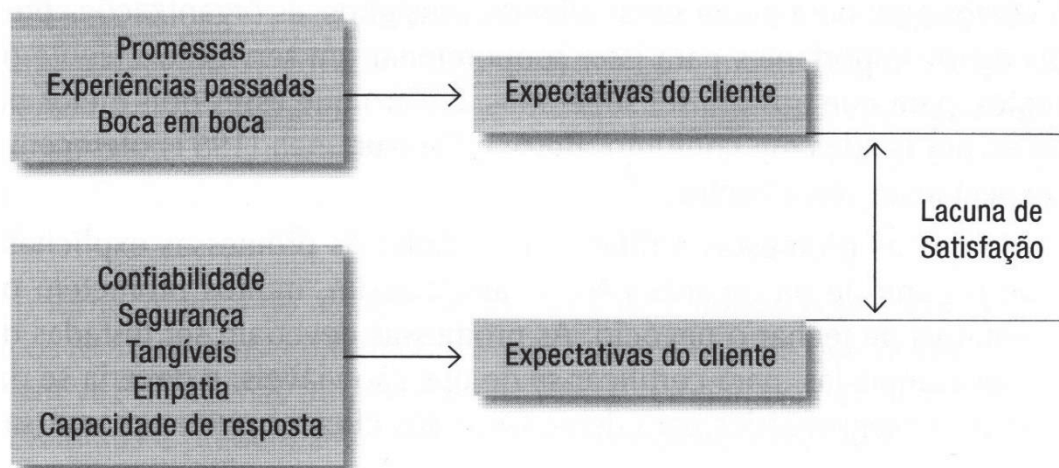 Promessas
Experiências passadas
Boca em boca
Expectativas do cliente
Lacuna de
Satisfação
Confiabilidade
Segurança
Tangíveis
Empatia
Capacidade de resposta
Expectativas do cliente